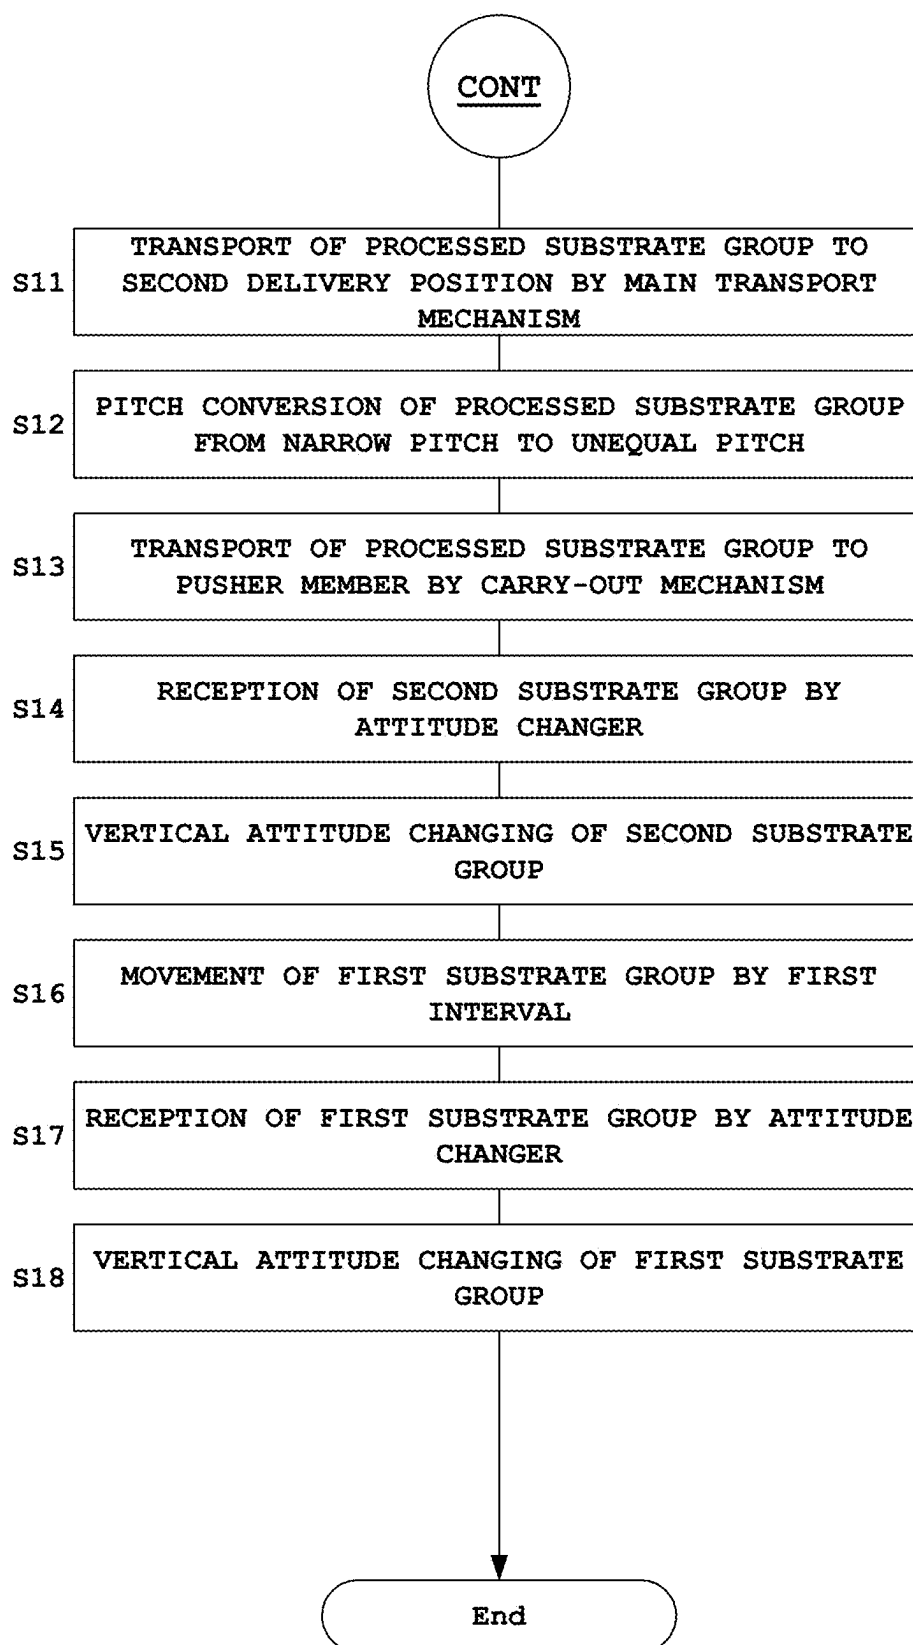 CONT
S11
TRANSPORT OF PROCESSED SUBSTRATE GROUP TO
SECOND DELIVERY POSITION BY MAIN TRANSPORT
MECHANISM
S12
PITCH CONVERSION OF PROCESSED SUBSTRATE GROUP
FROM NARROW PITCH TO UNEQUAL PITCH
S13
TRANSPORT OF PROCESSED SUBSTRATE GROUP TO
PUSHER MEMBER BY CARRY-OUT MECHANISM
S14
RECEPTION OF SECOND SUBSTRATE GROUP BY
ATTITUDE CHANGER
S15
VERTICAL ATTITUDE CHANGING OF SECOND SUBSTRATE
GROUP
S16
MOVEMENT OF FIRST SUBSTRATE GROUP BY FIRST
INTERVAL
S17
RECEPTION OF FIRST SUBSTRATE GROUP BY ATTITUDE
CHANGER
S18
VERTICAL ATTITUDE CHANGING OF FIRST SUBSTRATE
GROUP
End